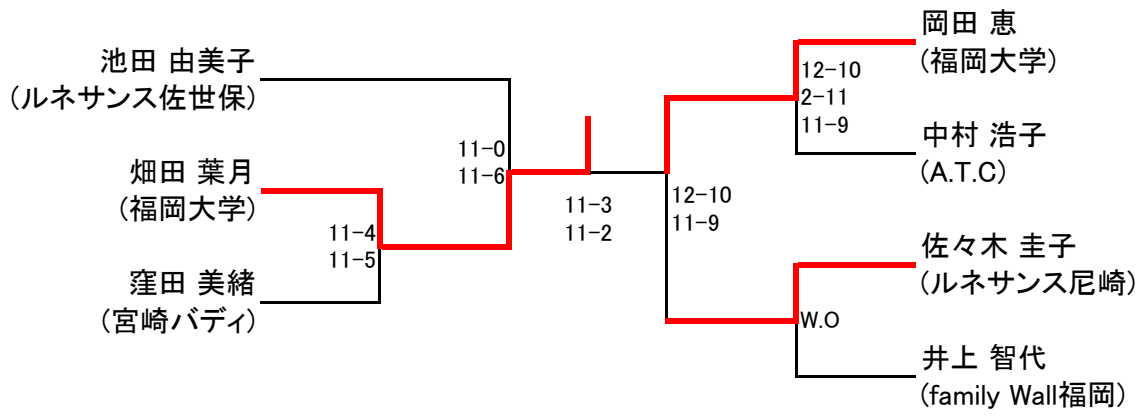 池田 由美子
(ルネサンス佐世保)
畑田 葉月
(福岡大学)
窪田 美緒
(宮崎バディ)
11-4
11-5
11-0
11-6
11-3
11-2
岡田 恵
(福岡大学)
12-10
2-11
11-9
中村 浩子
(A.T.C)
12-10
11-9
佐々木 圭子
(ルネサンス尼崎)
W.O
井上 智代
(family Wall福岡)